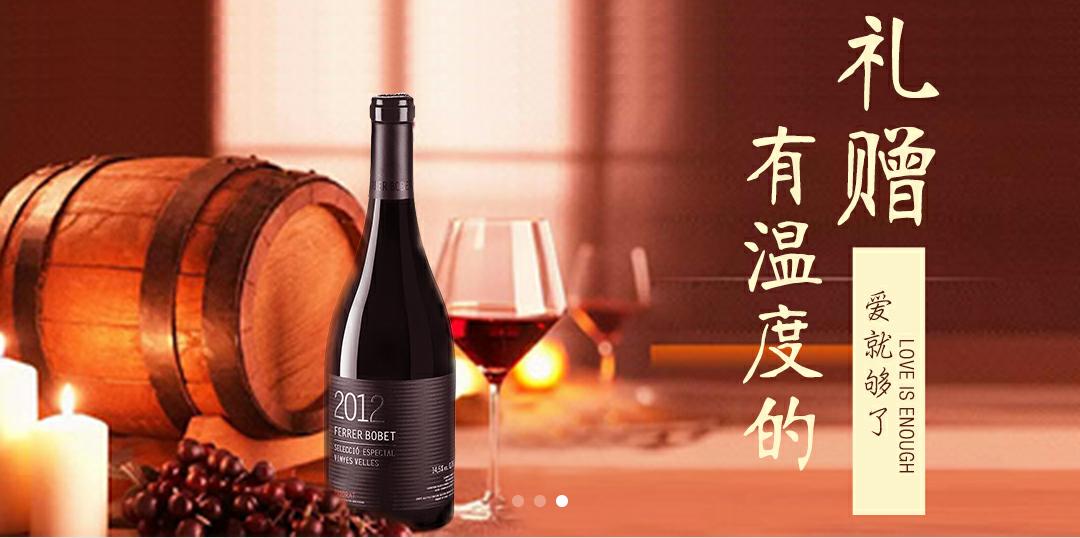 礼赠
有温度的
爱就够了
LOVE IS ENOUGH
2012
FERRER BOBET
SELECCIÓ ESPECIAL
VINYES VELLES